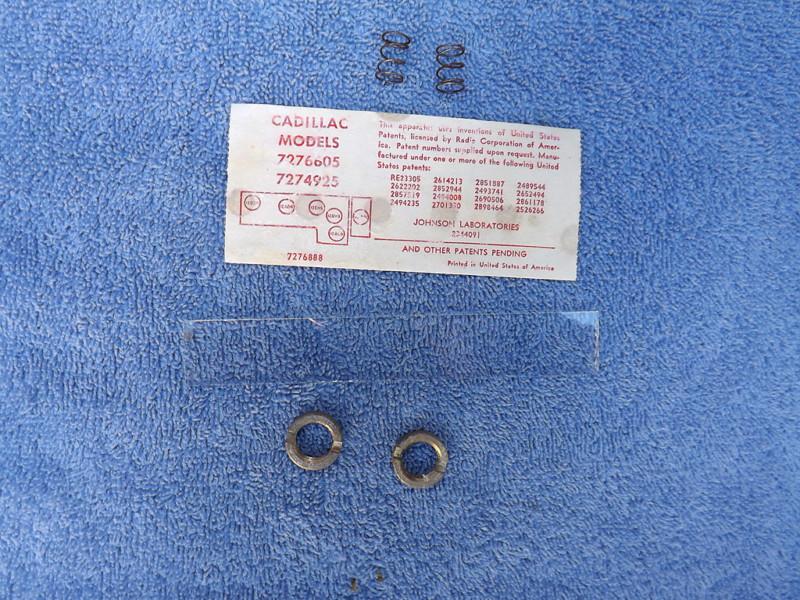 CADILLAC
MODELS
7276605
7274925
7276888
This apparatus uses inventions of United States
Patents, licensed by Radio Corporation of Amer-
ica. Patent numbers supplied upon request. Manu-
factured under one or more of the following United
States patents:
RE23305 2614213 2851887 2489544
2622202 2852944 2493741 2652494
2690506 2861178
2494235 2898464 2526266
JOHNSON LABORATORIES
AND OTHER PATENTS PENDING
Printed in United States of America